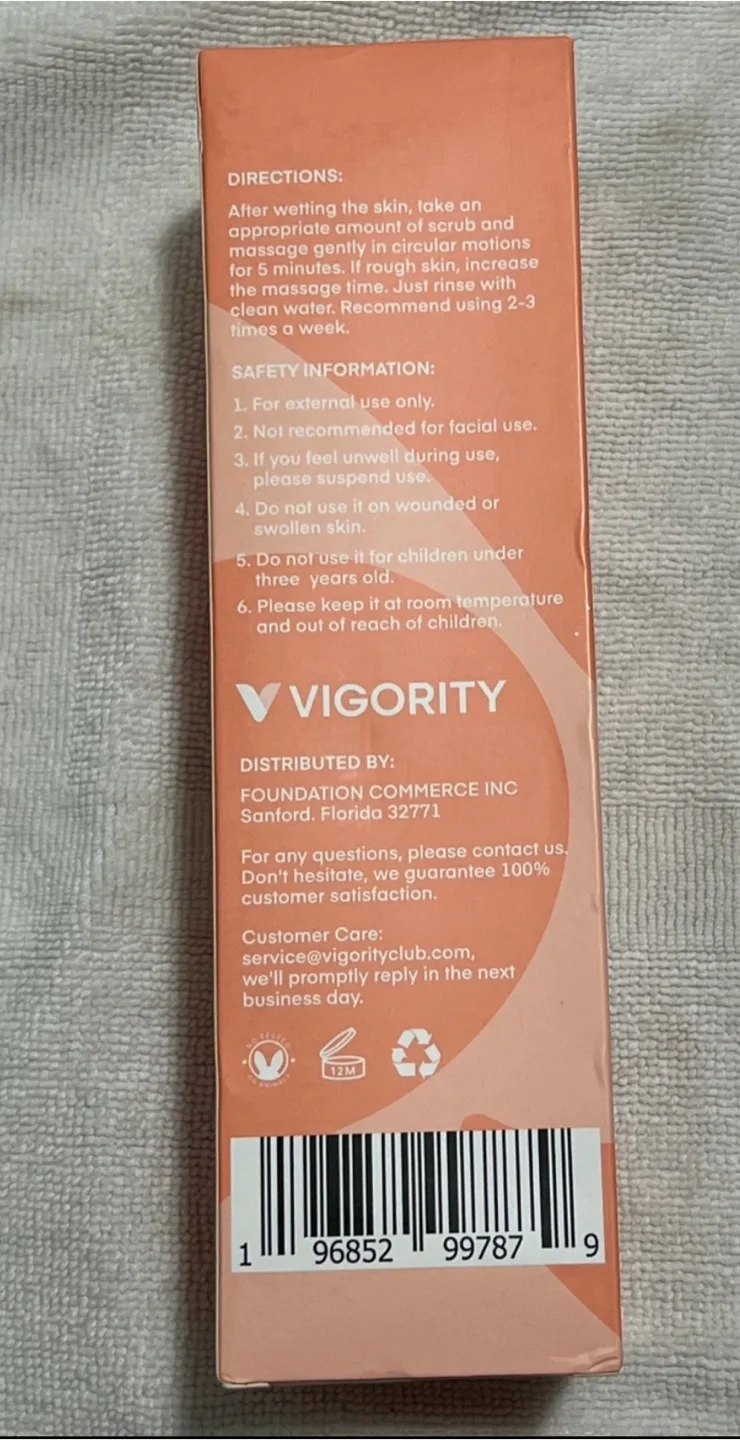 DIRECTIONS:
After wetting the skin, take an
appropriate amount of scrub and
massage gently in circular motions
for 5 minutes. If rough skin, increase
the massage time. Just rinse with
clean water. Recommend using 2-3
times a week.
SAFETY INFORMATION:
1. For external use only.
2. Not recommended for facial use.
3. If you feel unwell during use,
please suspend use.
4. Do not use it on wounded or
swollen skin.
5. Do not use it for children under
three years old.
6. Please keep it at room temperature
and out of reach of children.
VIGORITY
DISTRIBUTED BY:
FOUNDATION COMMERCE INC
Sanford. Florida 32771
For any questions, please contact us.
Don't hesitate, we guarantee 100%
customer satisfaction.
Customer Care:
service@vigorityclub.com,
we'll promptly reply in the next
business day.
NO TESTED
ON ANIMALS
12M
1 96852 99787 9